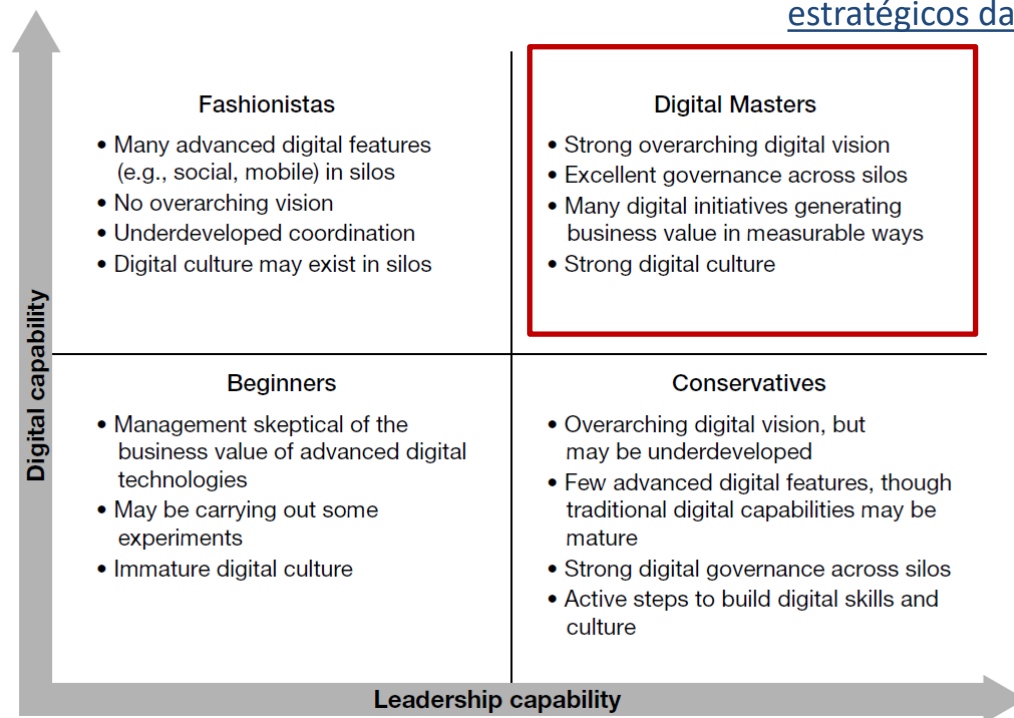 estratégicos da
Fashionistas
• Many advanced digital features
(e.g., social, mobile) in silos
• No overarching vision
• Underdeveloped coordination
• Digital culture may exist in silos
Digital Masters
• Strong overarching digital vision
• Excellent governance across silos
• Many digital initiatives generating
business value in measurable ways
• Strong digital culture
Digital capability
Beginners
• Management skeptical of the
business value of advanced digital
technologies
• May be carrying out some
experiments
• Immature digital culture
Conservatives
• Overarching digital vision, but
may be underdeveloped
• Few advanced digital features, though
traditional digital capabilities may be
mature
• Strong digital governance across silos
• Active steps to build digital skills and
culture
Leadership capability